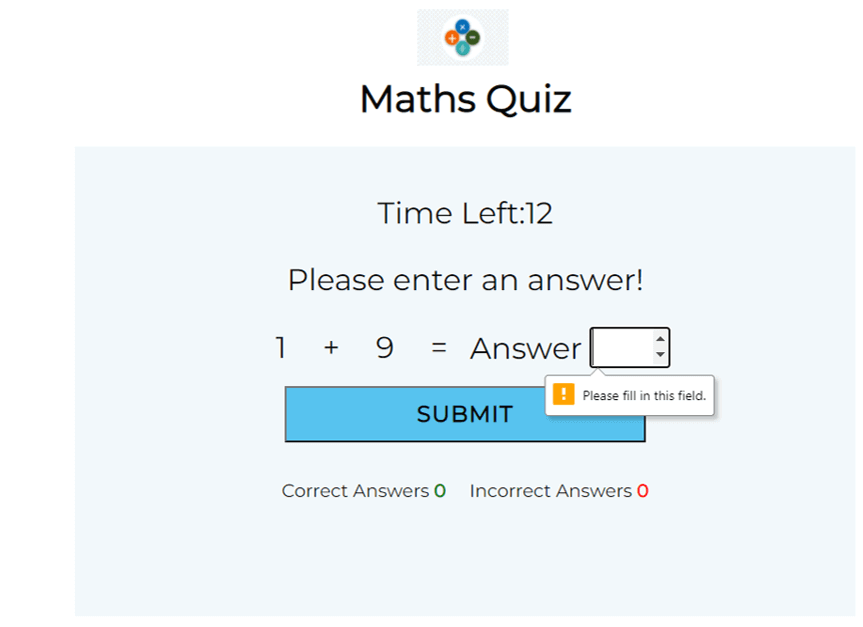 Maths Quiz
Time Left:12
Please enter an answer!
1 + 9 = Answer
Please fill in this field.
SUBMIT
Correct Answers 0 Incorrect Answers 0